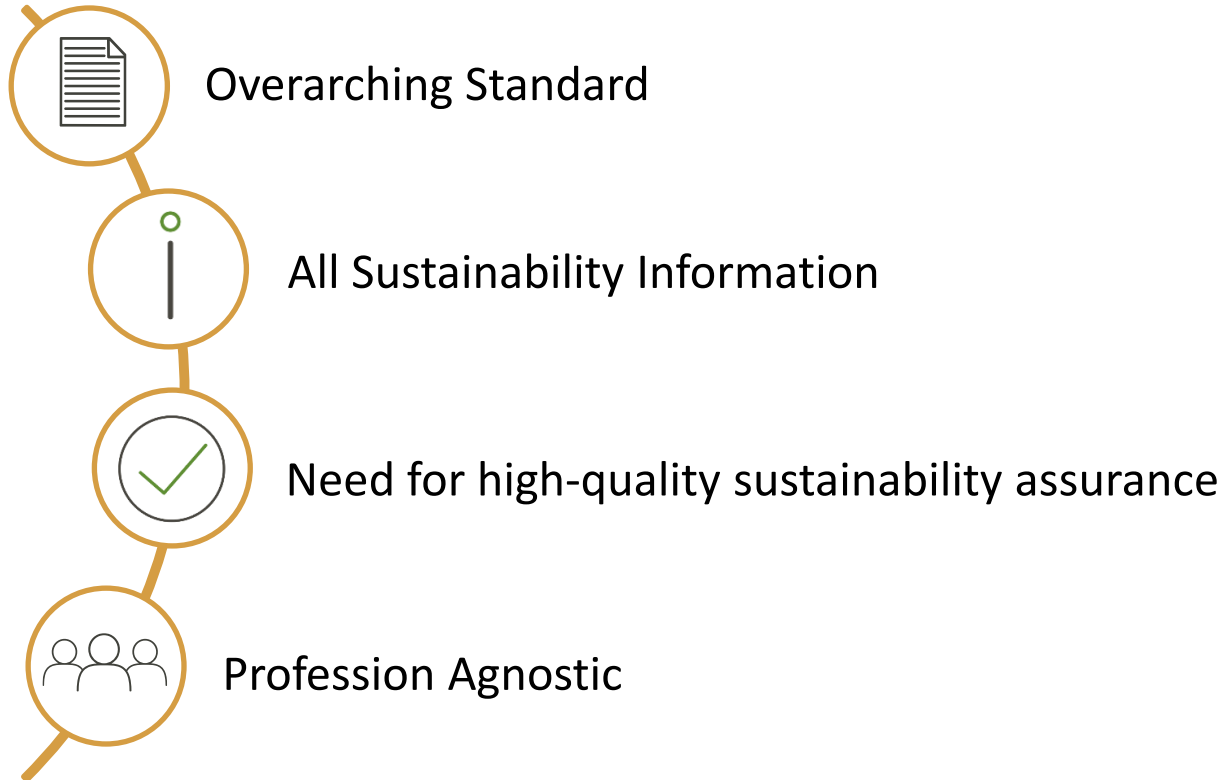 Overarching Standard
All Sustainability Information
Need for high-quality sustainability assurance
Profession Agnostic